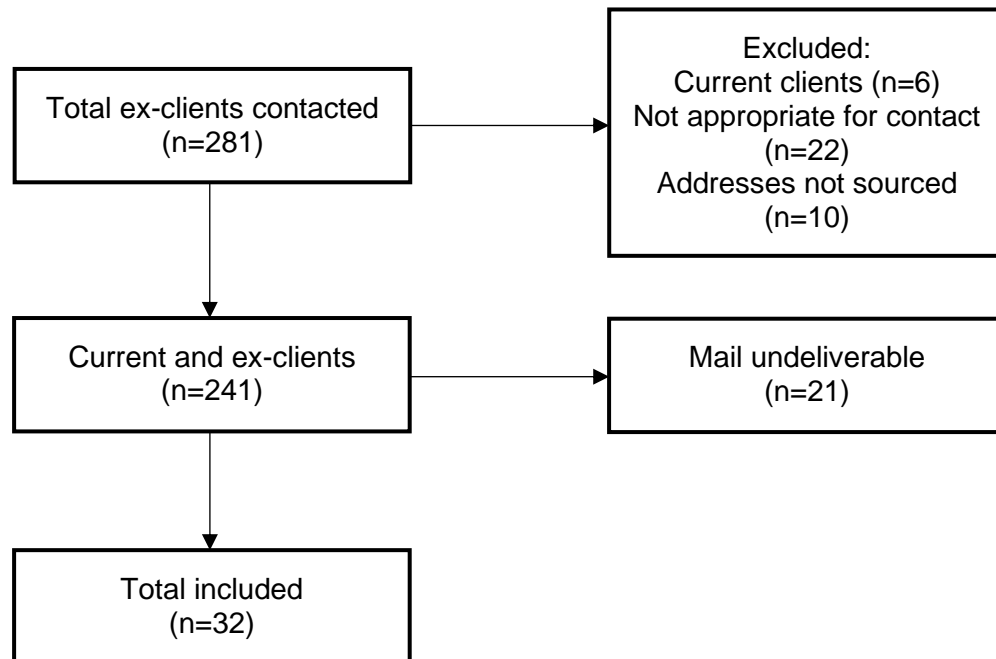 Total ex-clients contacted
(n=281)
Excluded:
Current clients (n=6)
Not appropriate for contact
(n=22)
Addresses not sourced
(n=10)
Current and ex-clients
(n=241)
Mail undeliverable
(n=21)
Total included
(n=32)